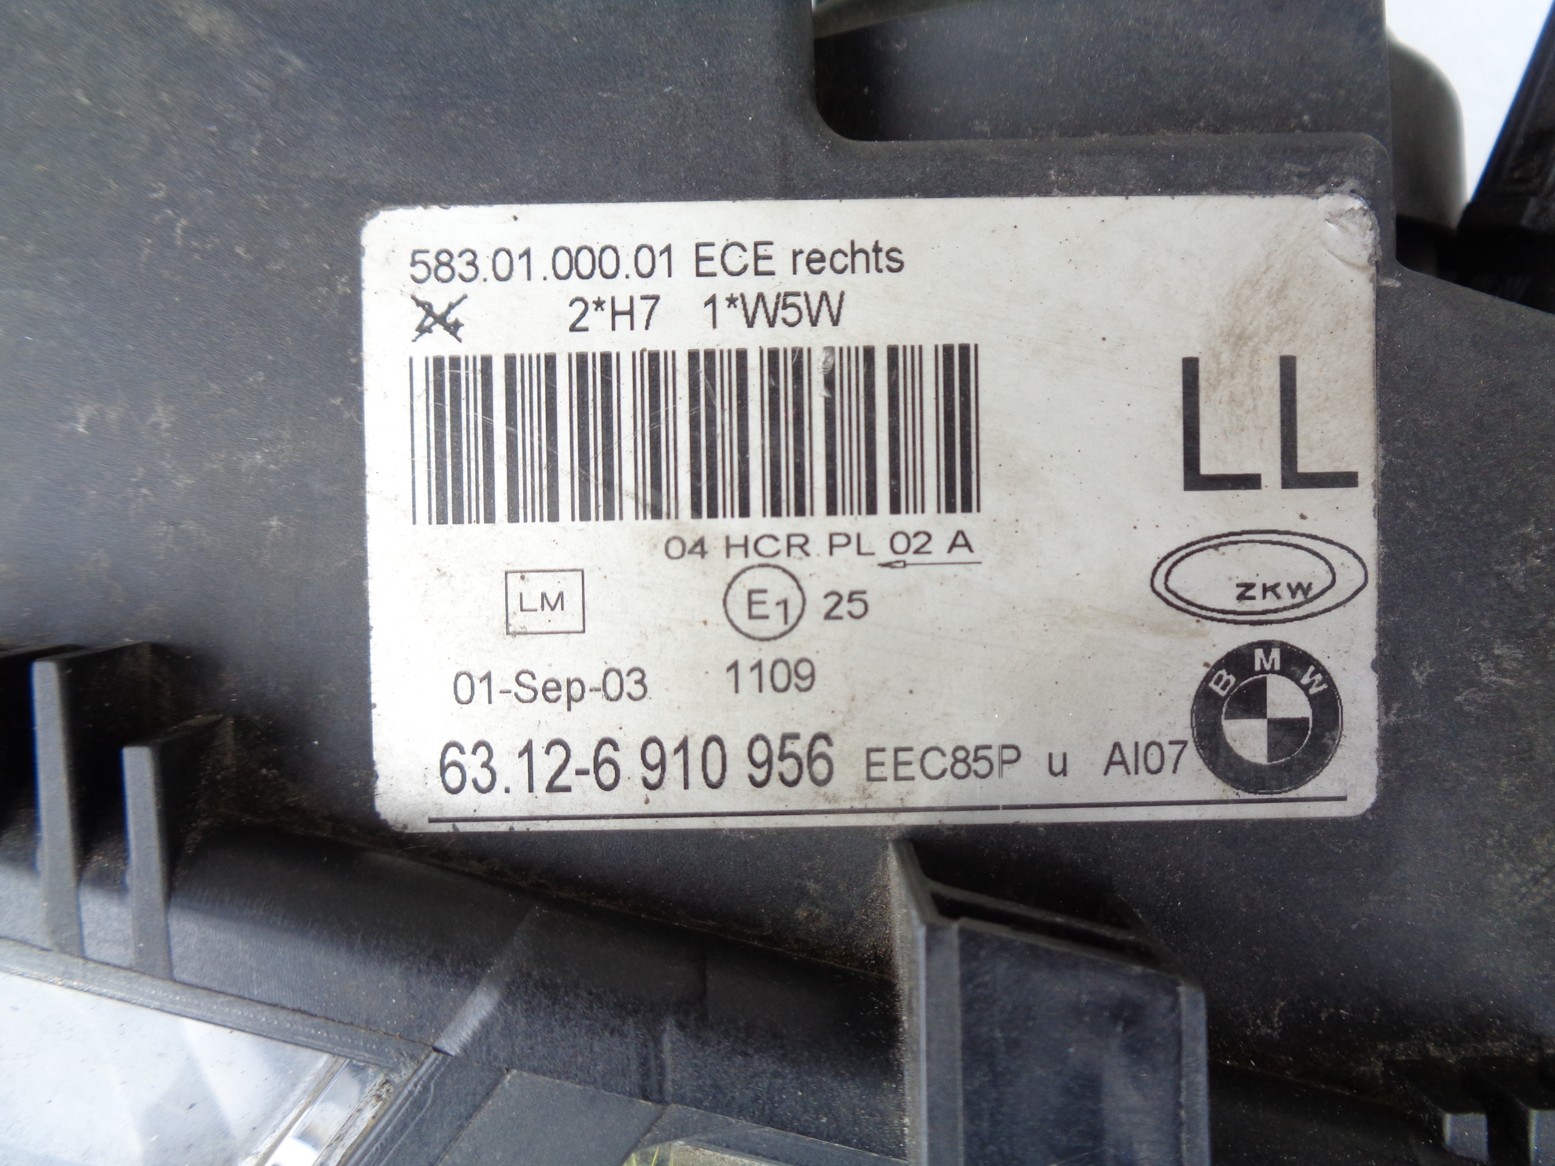 583.01.000.01 ECE rechts
2*H7 1*W5W
LL
04 HCR PL 02 A
LM
E1 25
ZKW
01-Sep-03 1109
BMW
63.12-6 910 956 EEC85P u AI07